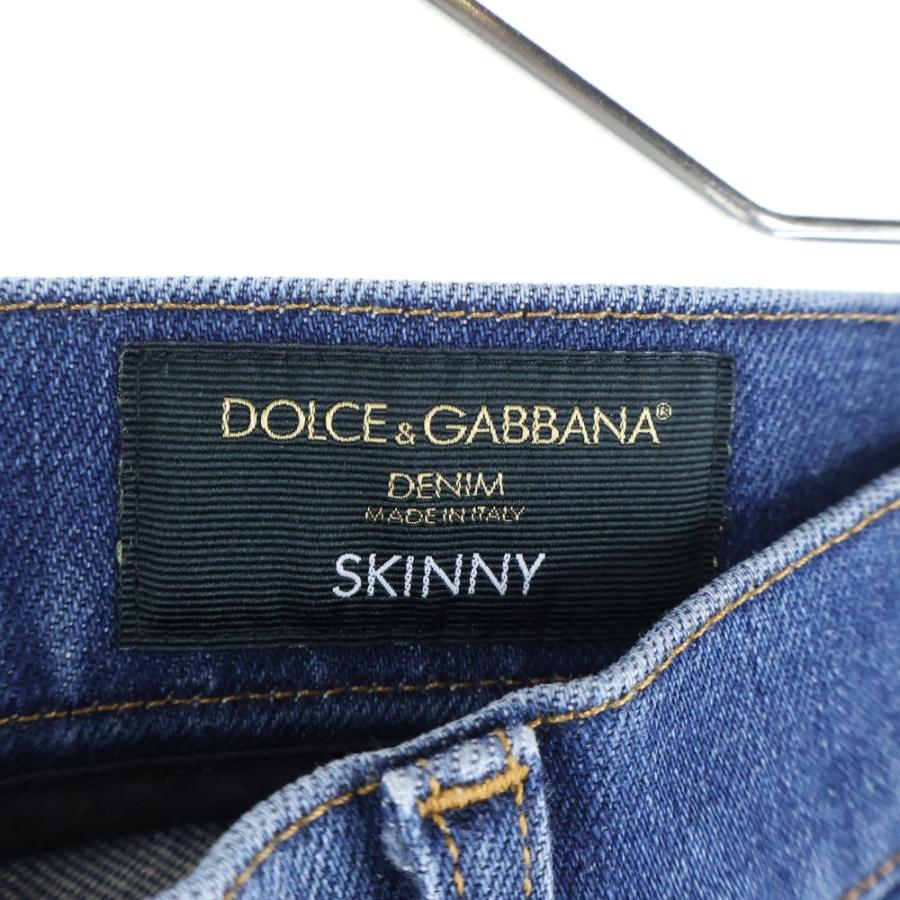 DOLCE & GABBANA®
DENIM
MADE IN ITALY
SKINNY